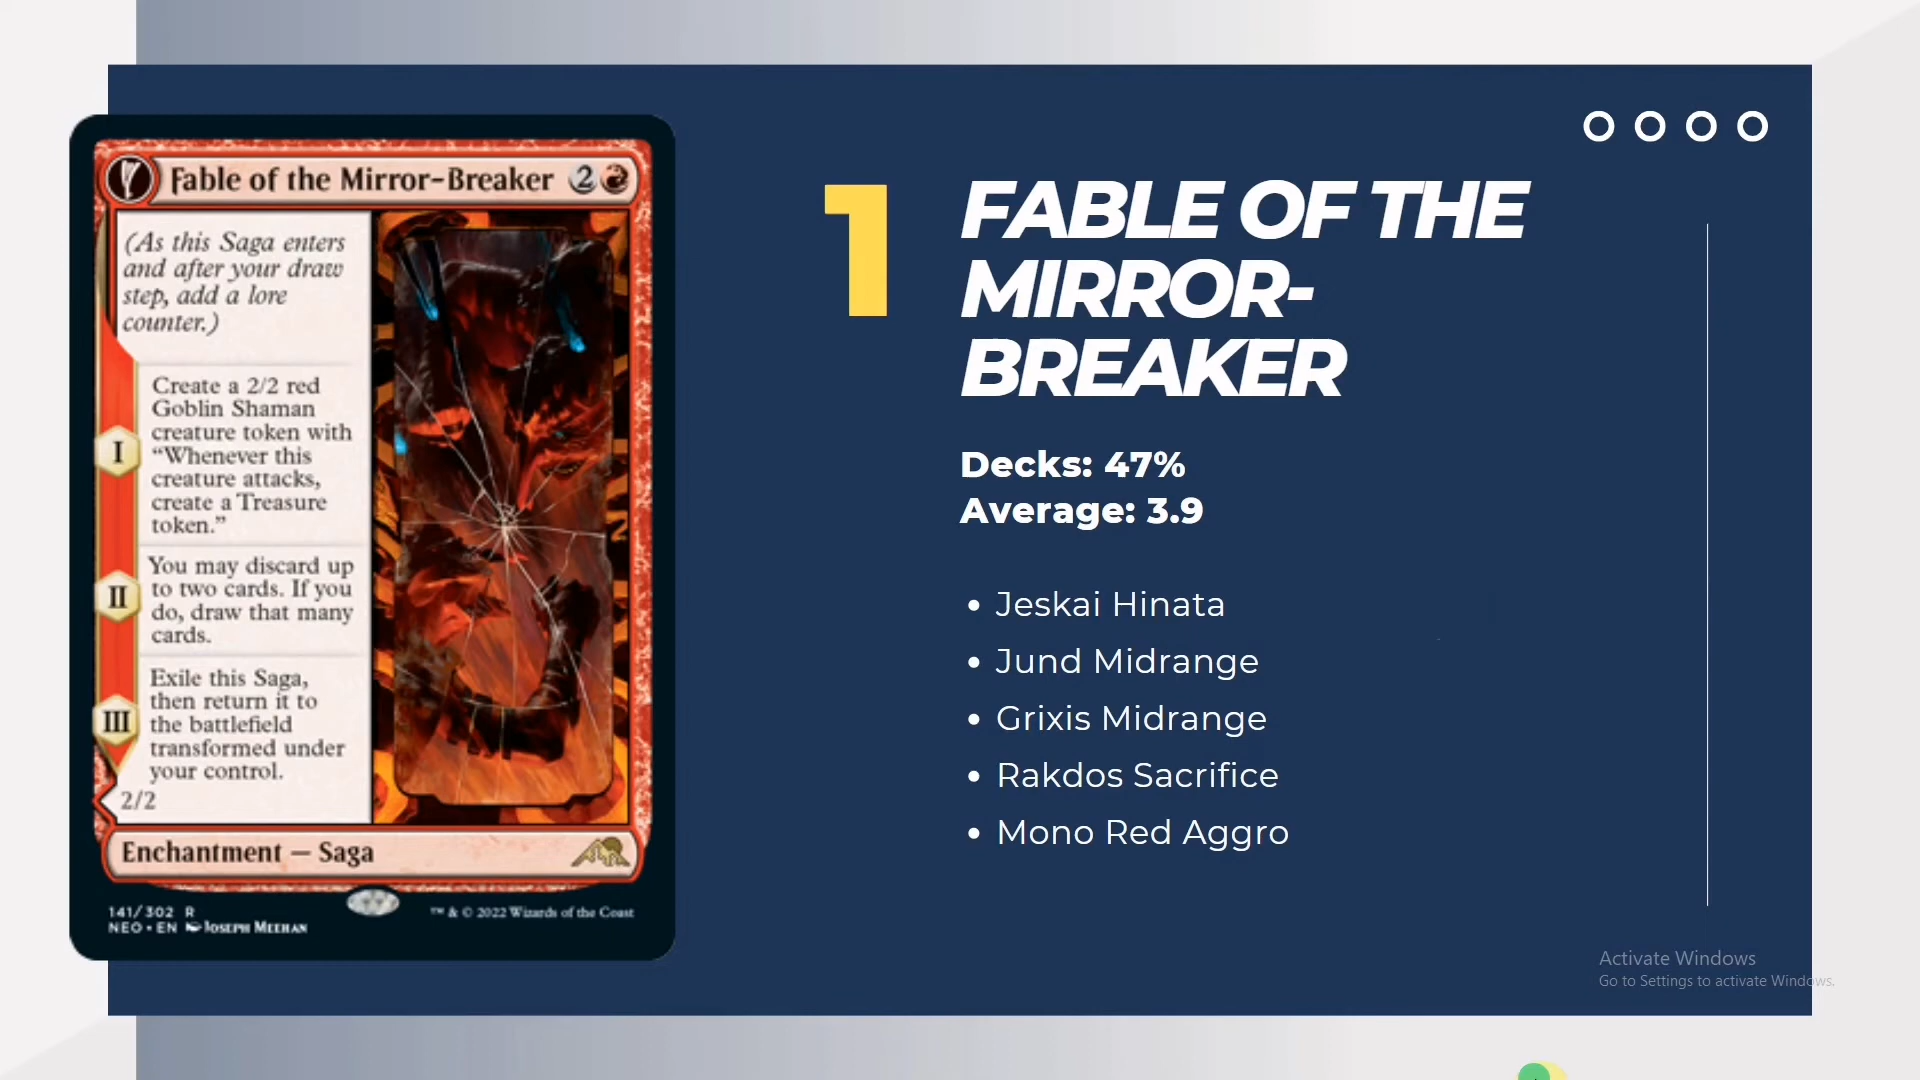 Fable of the Mirror-Breaker 2
(As this Saga enters
and after your draw
step, add a lore
counter.)
I
Create a 2/2 red
Goblin Shaman
creature token with
“Whenever this
creature attacks,
create a Treasure
token.”
II
You may discard up
to two cards. If you
do, draw that many
cards.
III
Exile this Saga,
then return it to
the battlefield
transformed under
your control.
2/2
Enchantment — Saga
141/302 R
NEO • EN Joseph Meehan
™ & © 2022 Wizards of the Coast
1
FABLE OF THE
MIRROR-
BREAKER
Decks: 47%
Average: 3.9
• Jeskai Hinata
• Jund Midrange
• Grixis Midrange
• Rakdos Sacrifice
• Mono Red Aggro
Activate Windows
Go to Settings to activate Windows.